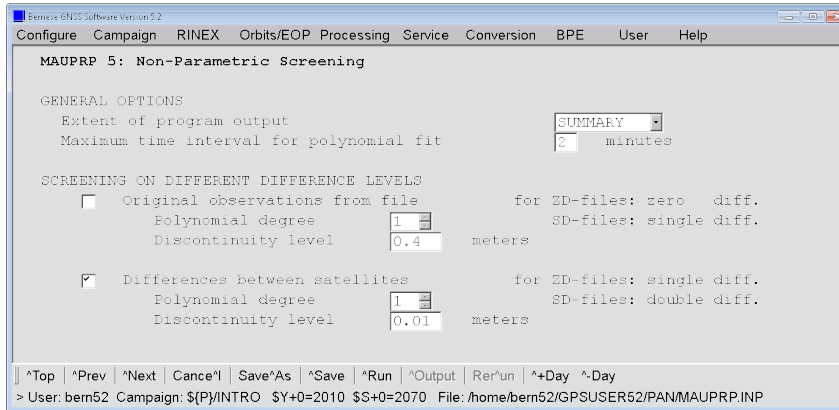 Bernese GNSS Software Version 5.2
Configure Campaign RINEX Orbits/EOP Processing Service Conversion BPE User Help
MAUPRP 5: Non-Parametric Screening
GENERAL OPTIONS
Extent of program output SUMMARY
Maximum time interval for polynomial fit 2 minutes
SCREENING ON DIFFERENT DIFFERENCE LEVELS
Original observations from file for ZD-files: zero diff.
Polynomial degree 1 SD-files: single diff.
Discontinuity level 0.4 meters
Differences between satellites for ZD-files: single diff.
Polynomial degree 1 SD-files: double diff.
Discontinuity level 0.01 meters
^Top | ^Prev | ^Next | Cance^l | Save^As | ^Save | ^Run | ^Output | Rer^un | ^+Day ^-Day
> User: bern52 Campaign: ${P}/INTRO $Y+0=2010 $S+0=2070 File: /home/bern52/GPSUSER52/PAN/MAUPRP.INP